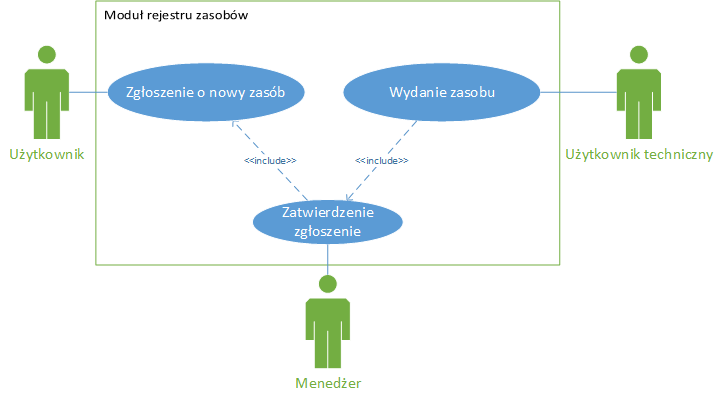 Moduł rejestru zasobów
Zgłoszenie o nowy zasób
Wydanie zasobu
Użytkownik
Użytkownik techniczny
<<include>>
<<include>>
Zatwierdzenie
zgłoszenie
Menedżer